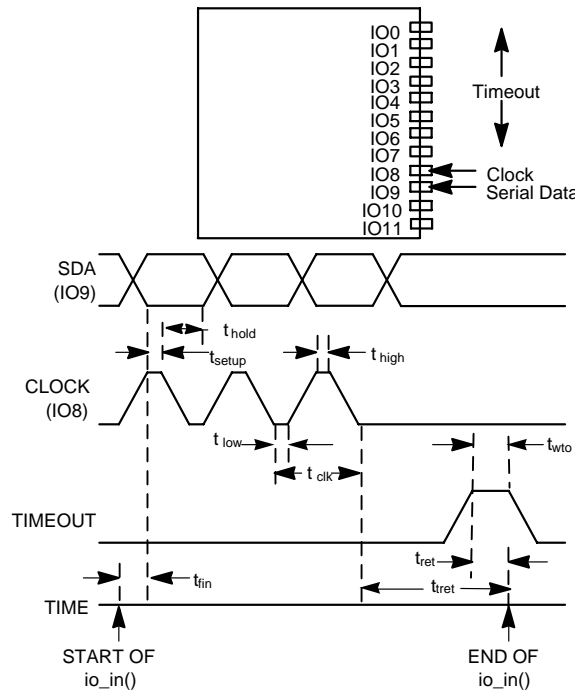 IO0
IO1
IO2
IO3
IO4
IO5
IO6
IO7
IO8
IO9
IO10
IO11
Timeout
Clock
Serial Data
SDA
(IO9)
t hold
t setup
t high
CLOCK
(IO8)
t low
t clk
t wto
TIMEOUT
t ret
t fin
t tret
TIME
START OF
io_in()
END OF
io_in()